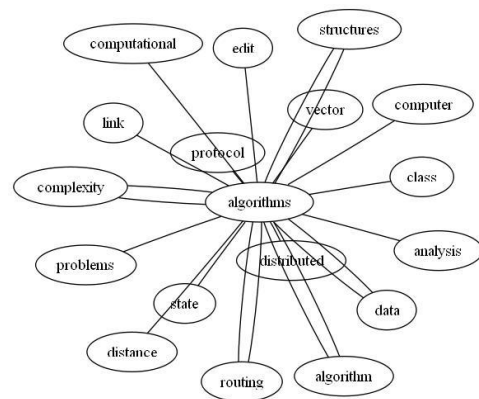 structures
computational
edit
vector
computer
link
protocol
class
complexity
algorithms
analysis
problems
distributed
state
data
distance
routing
algorithm